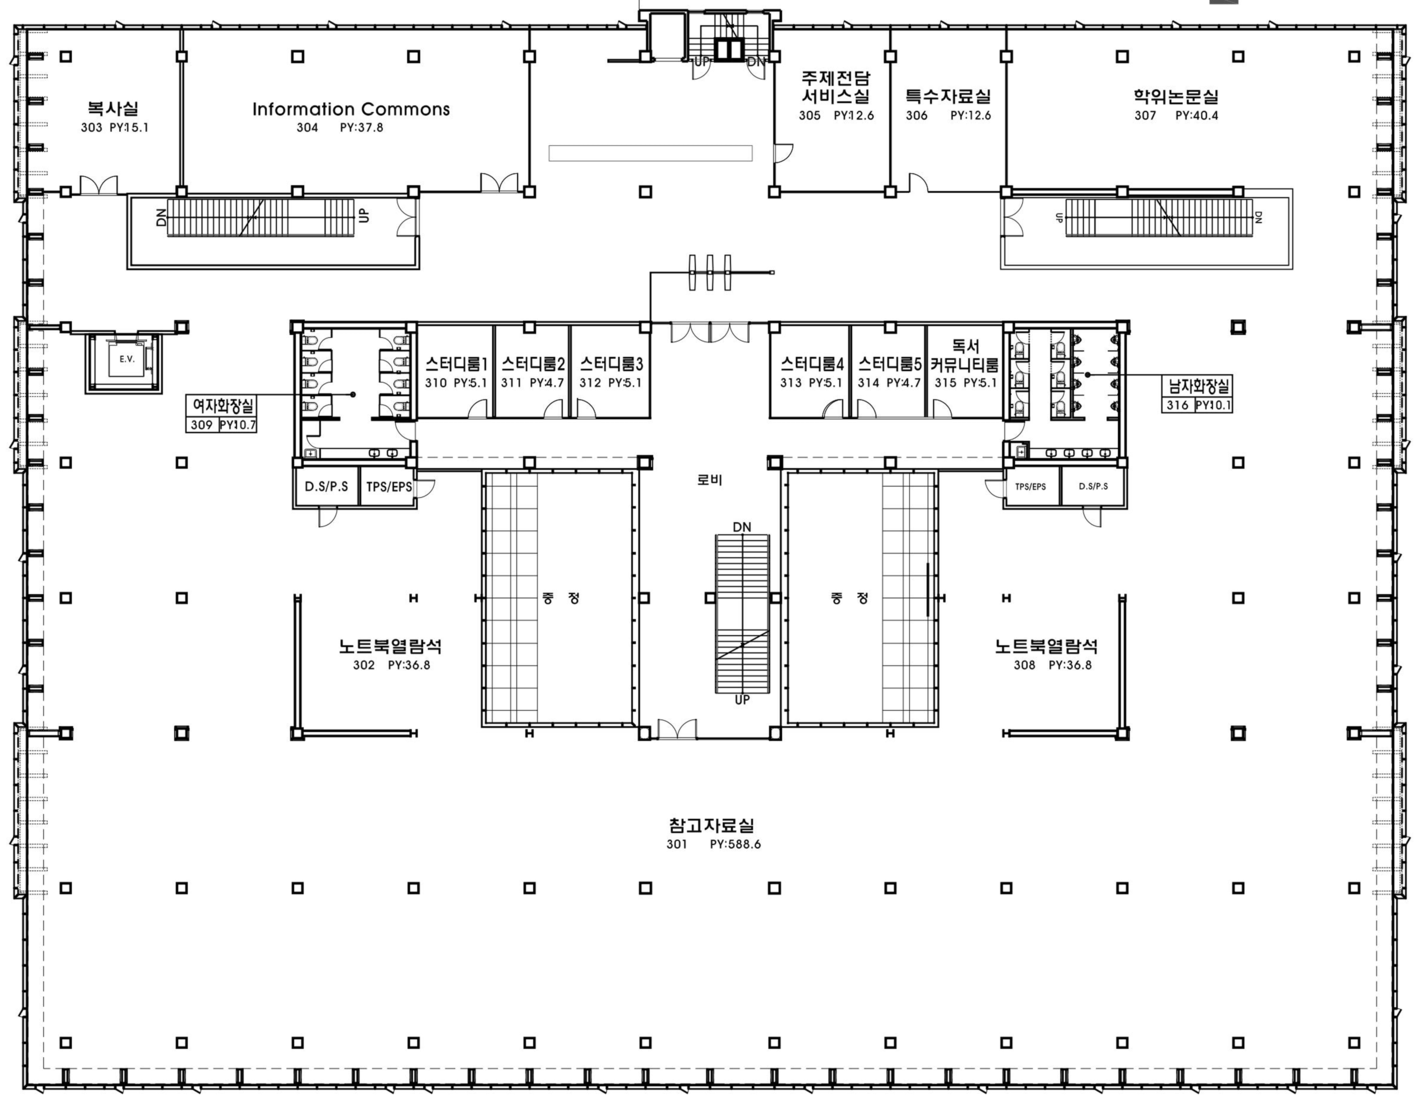 UP
DN
복사실
303 PY:15.1
Information Commons
304 PY:37.8
주제전담
서비스실
305 PY:12.6
특수자료실
306 PY:12.6
학위논문실
307 PY:40.4
DN
UP
UP
DN
E.V.
스터디룸1
310 PY:5.1
스터디룸2
311 PY:4.7
스터디룸3
312 PY:5.1
스터디룸4
313 PY:5.1
스터디룸5
314 PY:4.7
독서
커뮤니티룸
315 PY:5.1
여자화장실
309 PY:10.7
남자화장실
316 PY:10.1
D.S/P.S
TPS/EPS
로비
TPS/EPS
D.S/P.S
DN
중 정
중 정
노트북열람석
302 PY:36.8
노트북열람석
308 PY:36.8
UP
참고자료실
301 PY:588.6